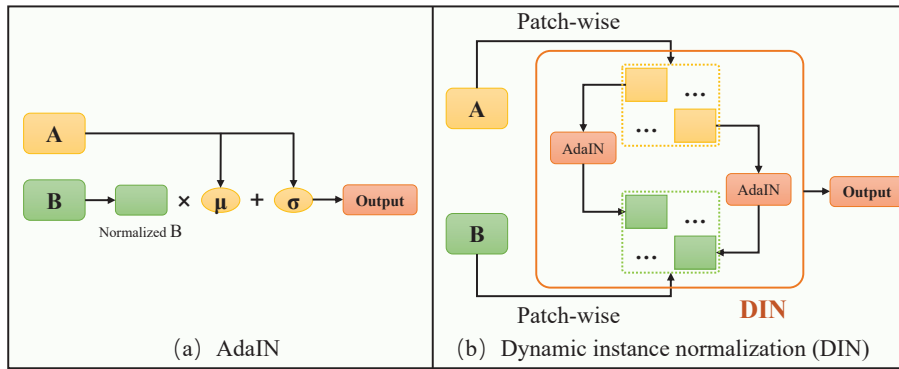 A
B
Normalized B
×
μ
+
σ
Output
(a) AdaIN
Patch-wise
A
...
...
AdaIN
AdaIN
Output
B
...
...
DIN
Patch-wise
(b) Dynamic instance normalization (DIN)